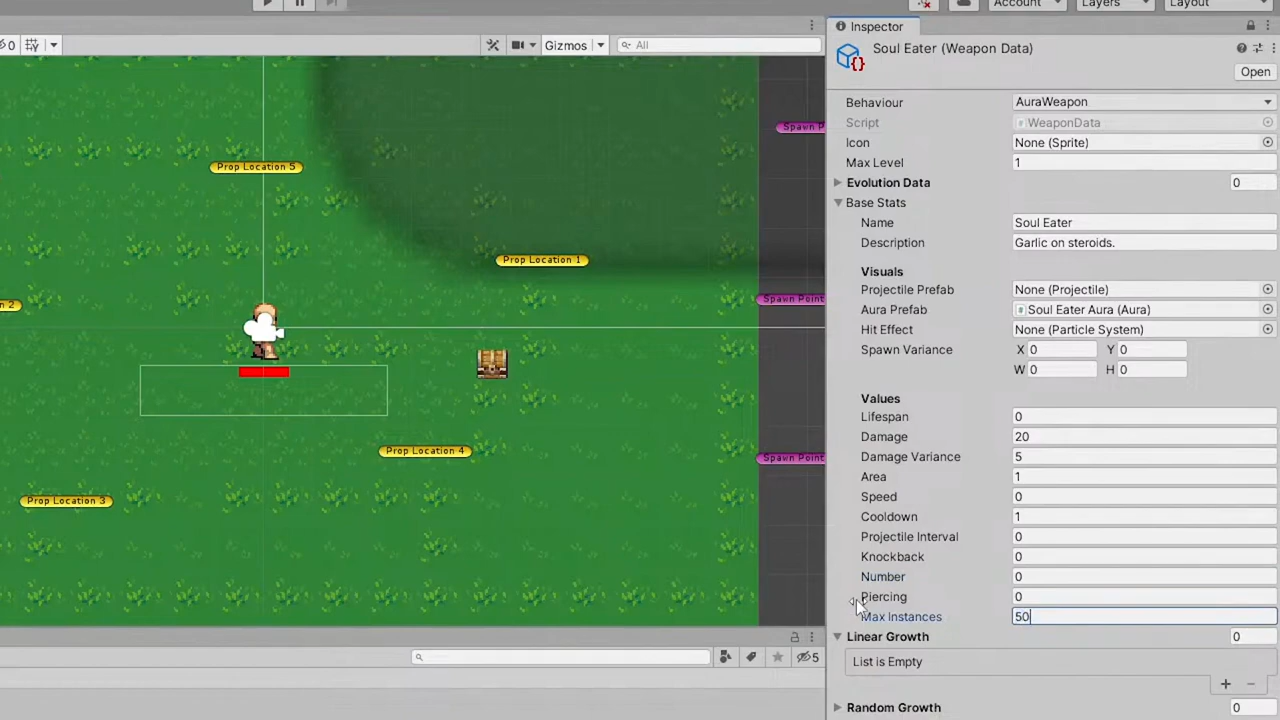 Account Layers Layout
Inspector
0 Gizmos All
Soul Eater (Weapon Data)
Open
Behaviour AuraWeapon
Script WeaponData
Icon None (Sprite)
Max Level 1
Evolution Data 0
Base Stats
Name Soul Eater
Description Garlic on steroids.
Visuals
Projectile Prefab None (Projectile)
Aura Prefab Soul Eater Aura (Aura)
Hit Effect None (Particle System)
Spawn Variance X 0 Y 0
W 0 H 0
Values
Lifespan 0
Damage 20
Damage Variance 5
Area 1
Speed 0
Cooldown 1
Projectile Interval 0
Knockback 0
Number 0
Piercing 0
Max Instances 50
Linear Growth 0
List is Empty
Random Growth 0
Spawn P
Prop Location 5
Prop Location 1
n 2
Spawn Point
Prop Location 4
Spawn Point
Prop Location 3
5